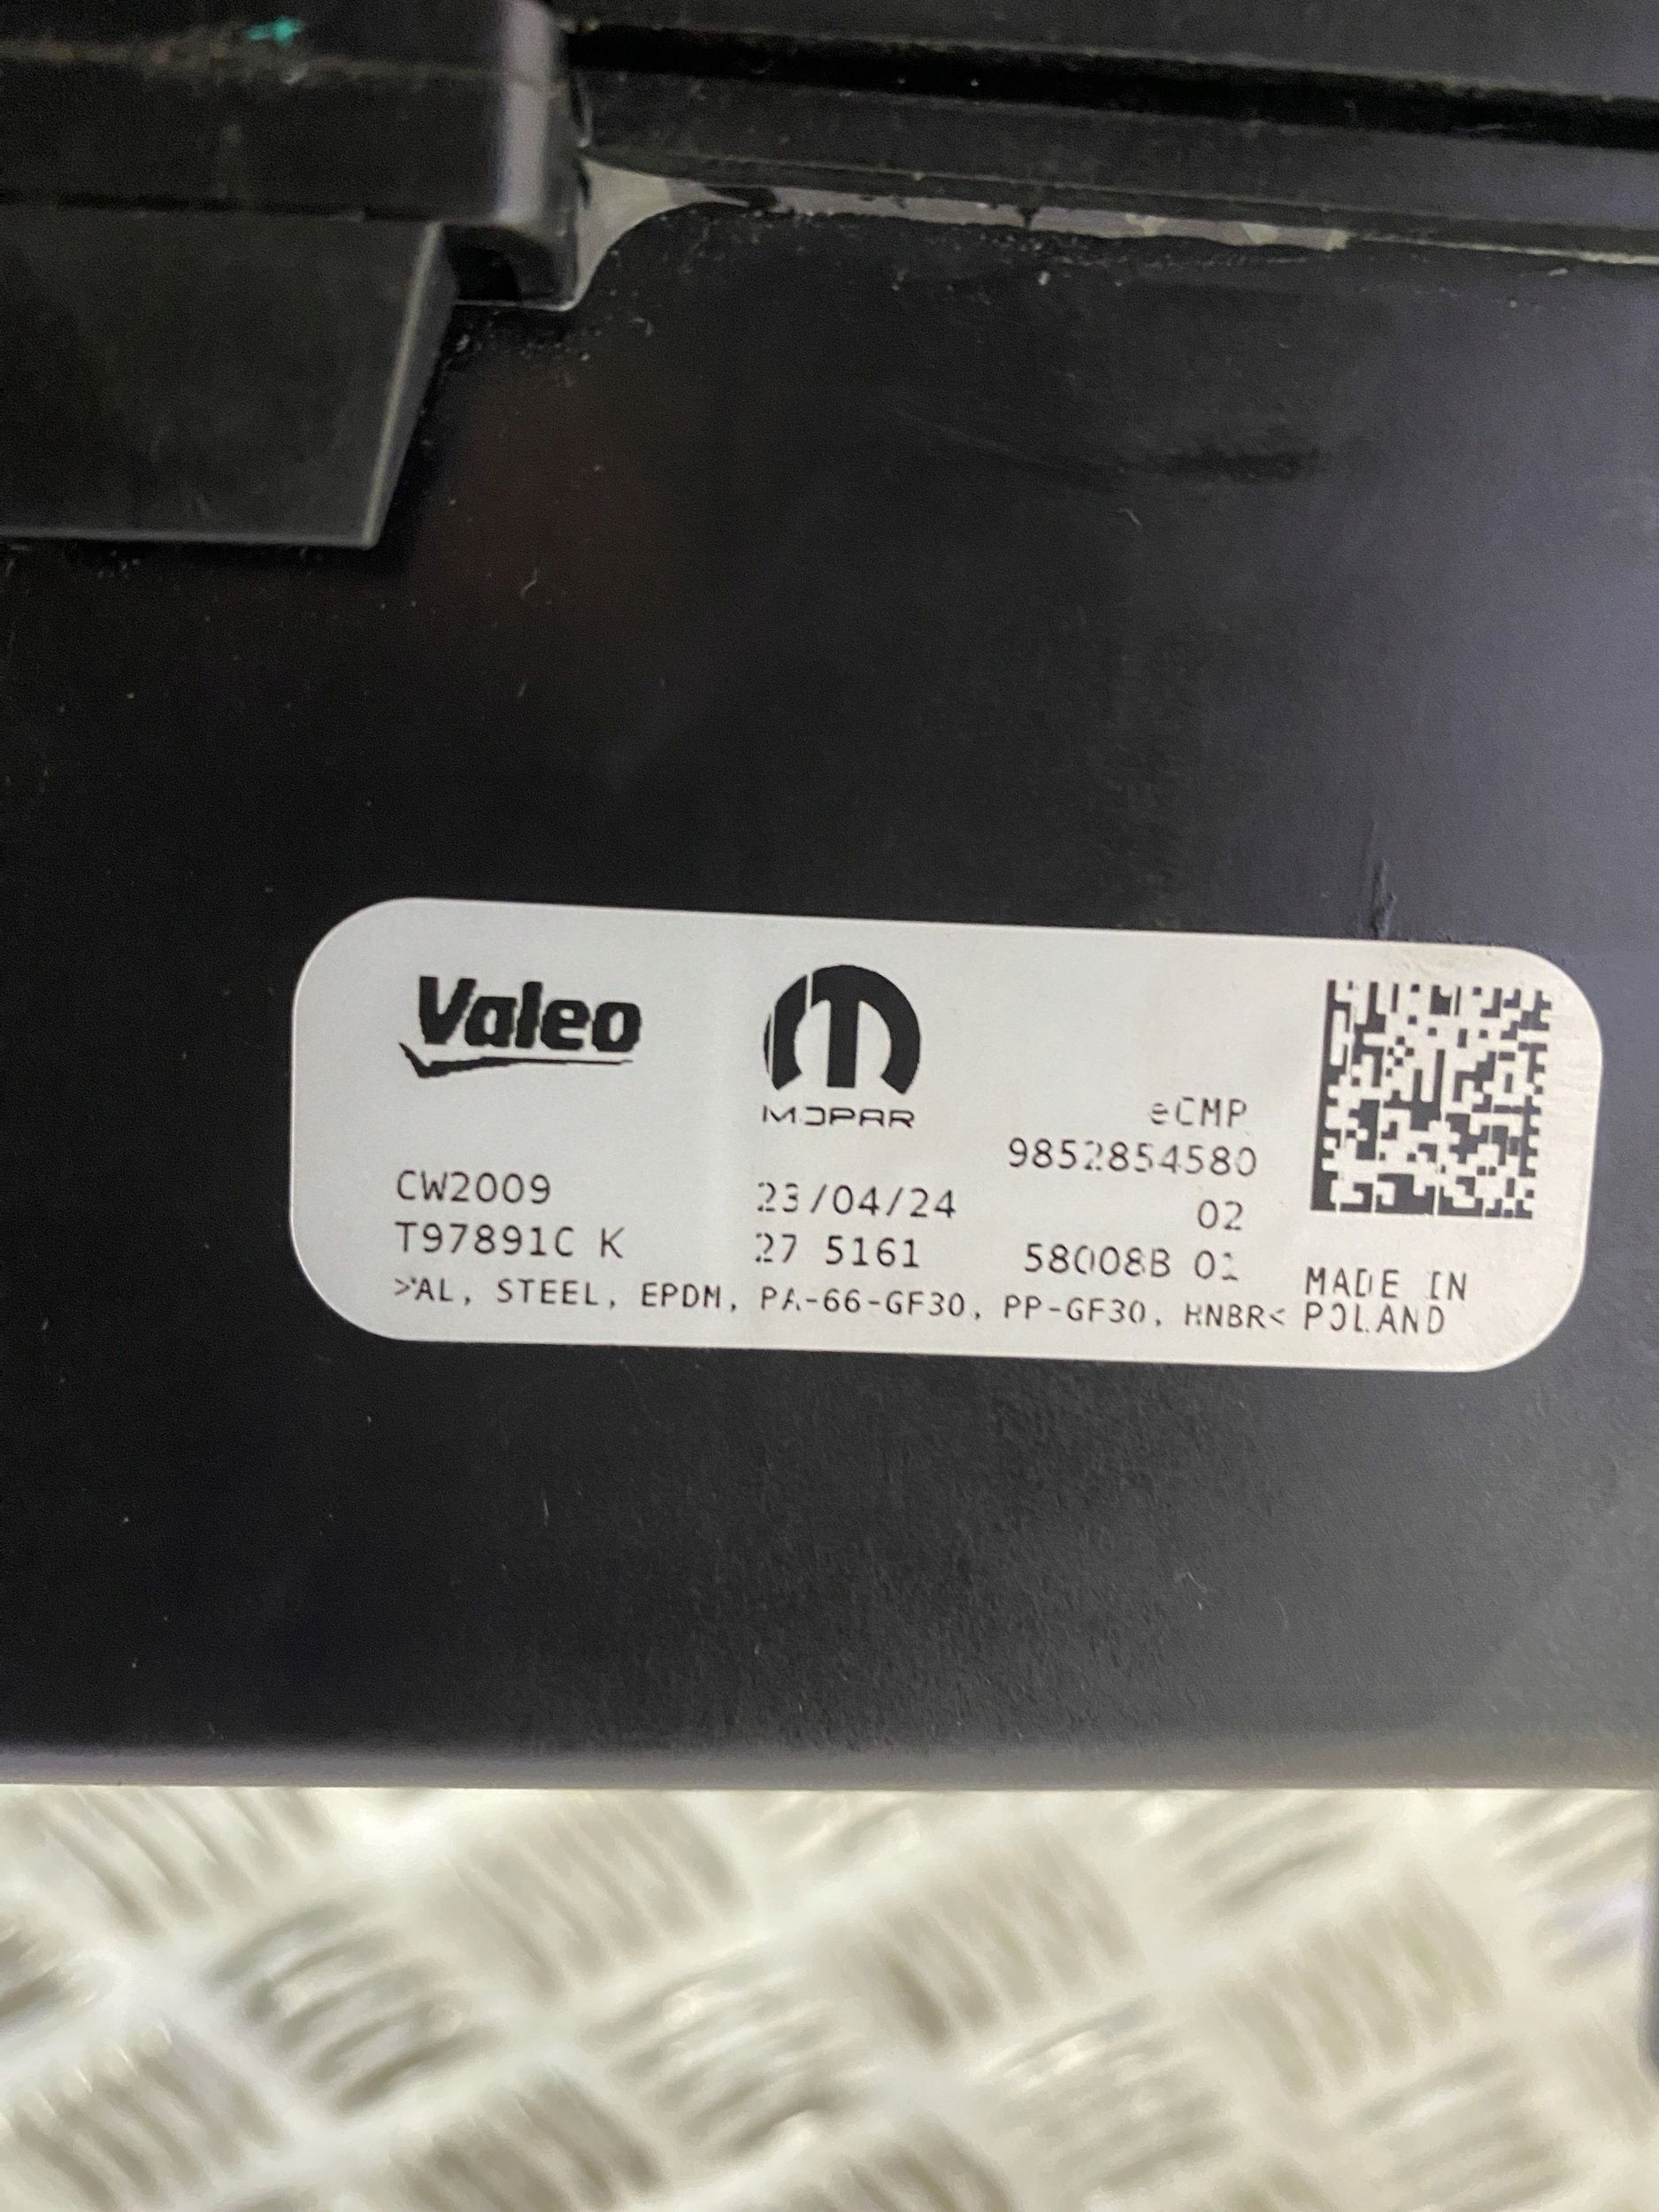 Valeo
MOPAR
eCMP
9852854580
CW2009 23/04/24 02
T97891C K 27 5161 58008B 01
>AL, STEEL, EPDM, PA-66-GF30, PP-GF30, HNBR<
MADE IN
POLAND